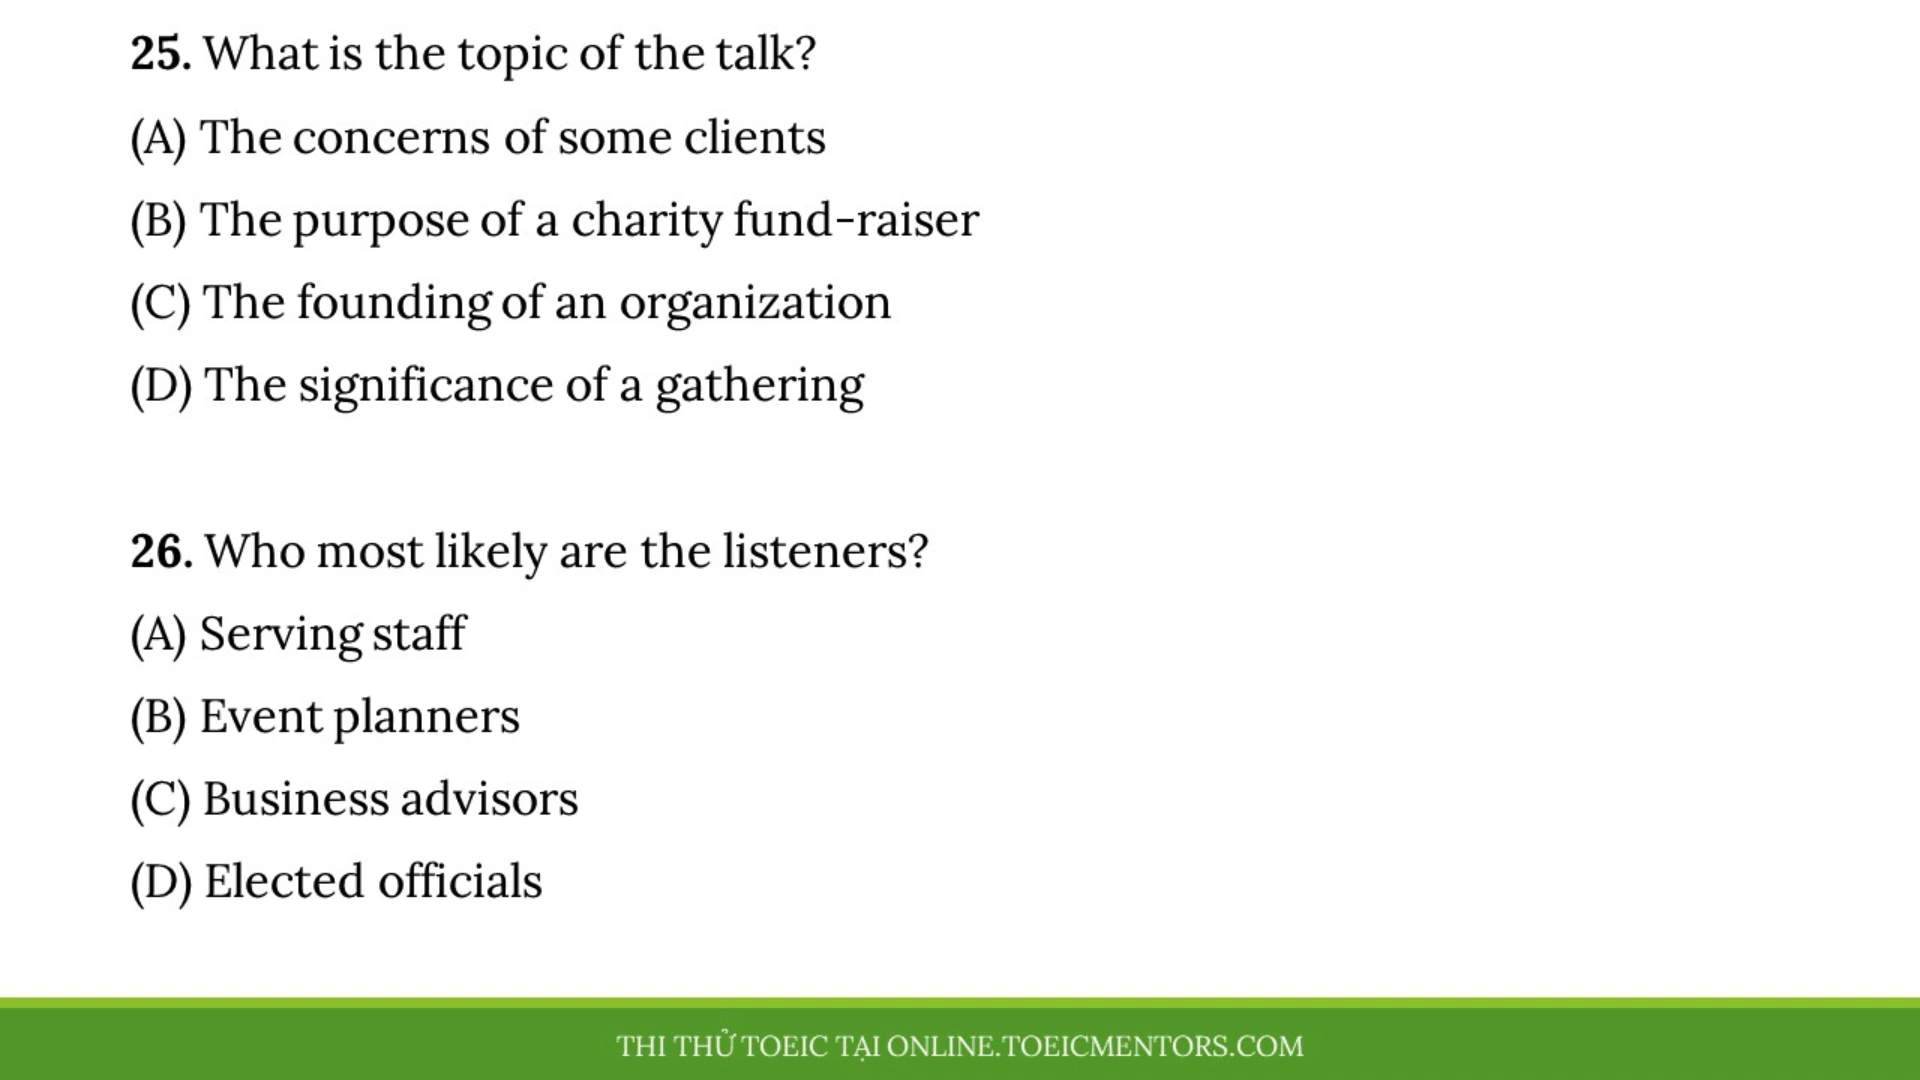 25. What is the topic of the talk?
(A) The concerns of some clients
(B) The purpose of a charity fund-raiser
(C) The founding of an organization
(D) The significance of a gathering
26. Who most likely are the listeners?
(A) Serving staff
(B) Event planners
(C) Business advisors
(D) Elected officials
THI THỬ TOEIC TẠI ONLINE.TOEICMENTORS.COM